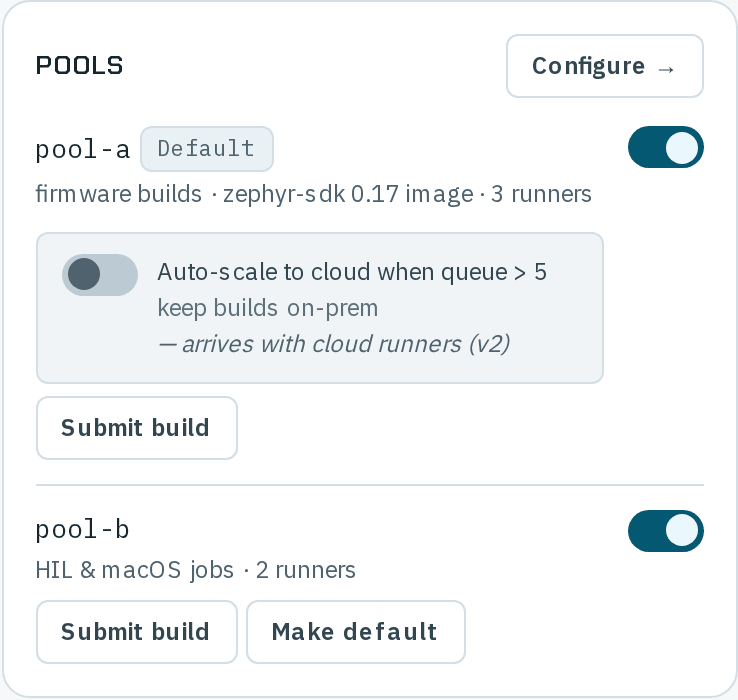 POOLS
Configure →
pool-a Default
firmware builds · zephyr-sdk 0.17 image · 3 runners
Auto-scale to cloud when queue > 5
keep builds on-prem
— arrives with cloud runners (v2)
Submit build
pool-b
HIL & macOS jobs · 2 runners
Submit build Make default